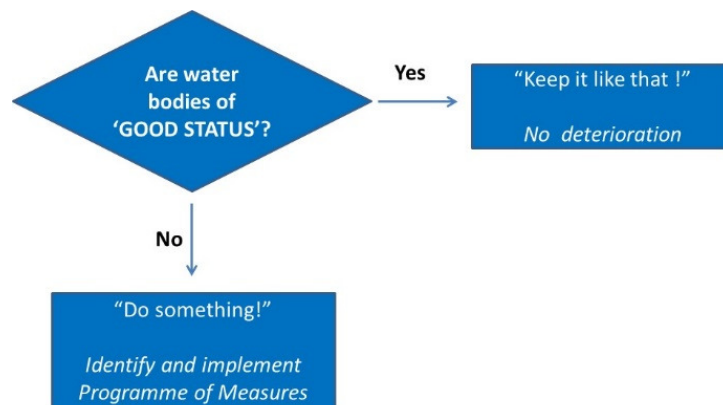 Are water
bodies of
‘GOOD STATUS’?
Yes
“Keep it like that !”
No deterioration
No
“Do something!”
Identify and implement
Programme of Measures